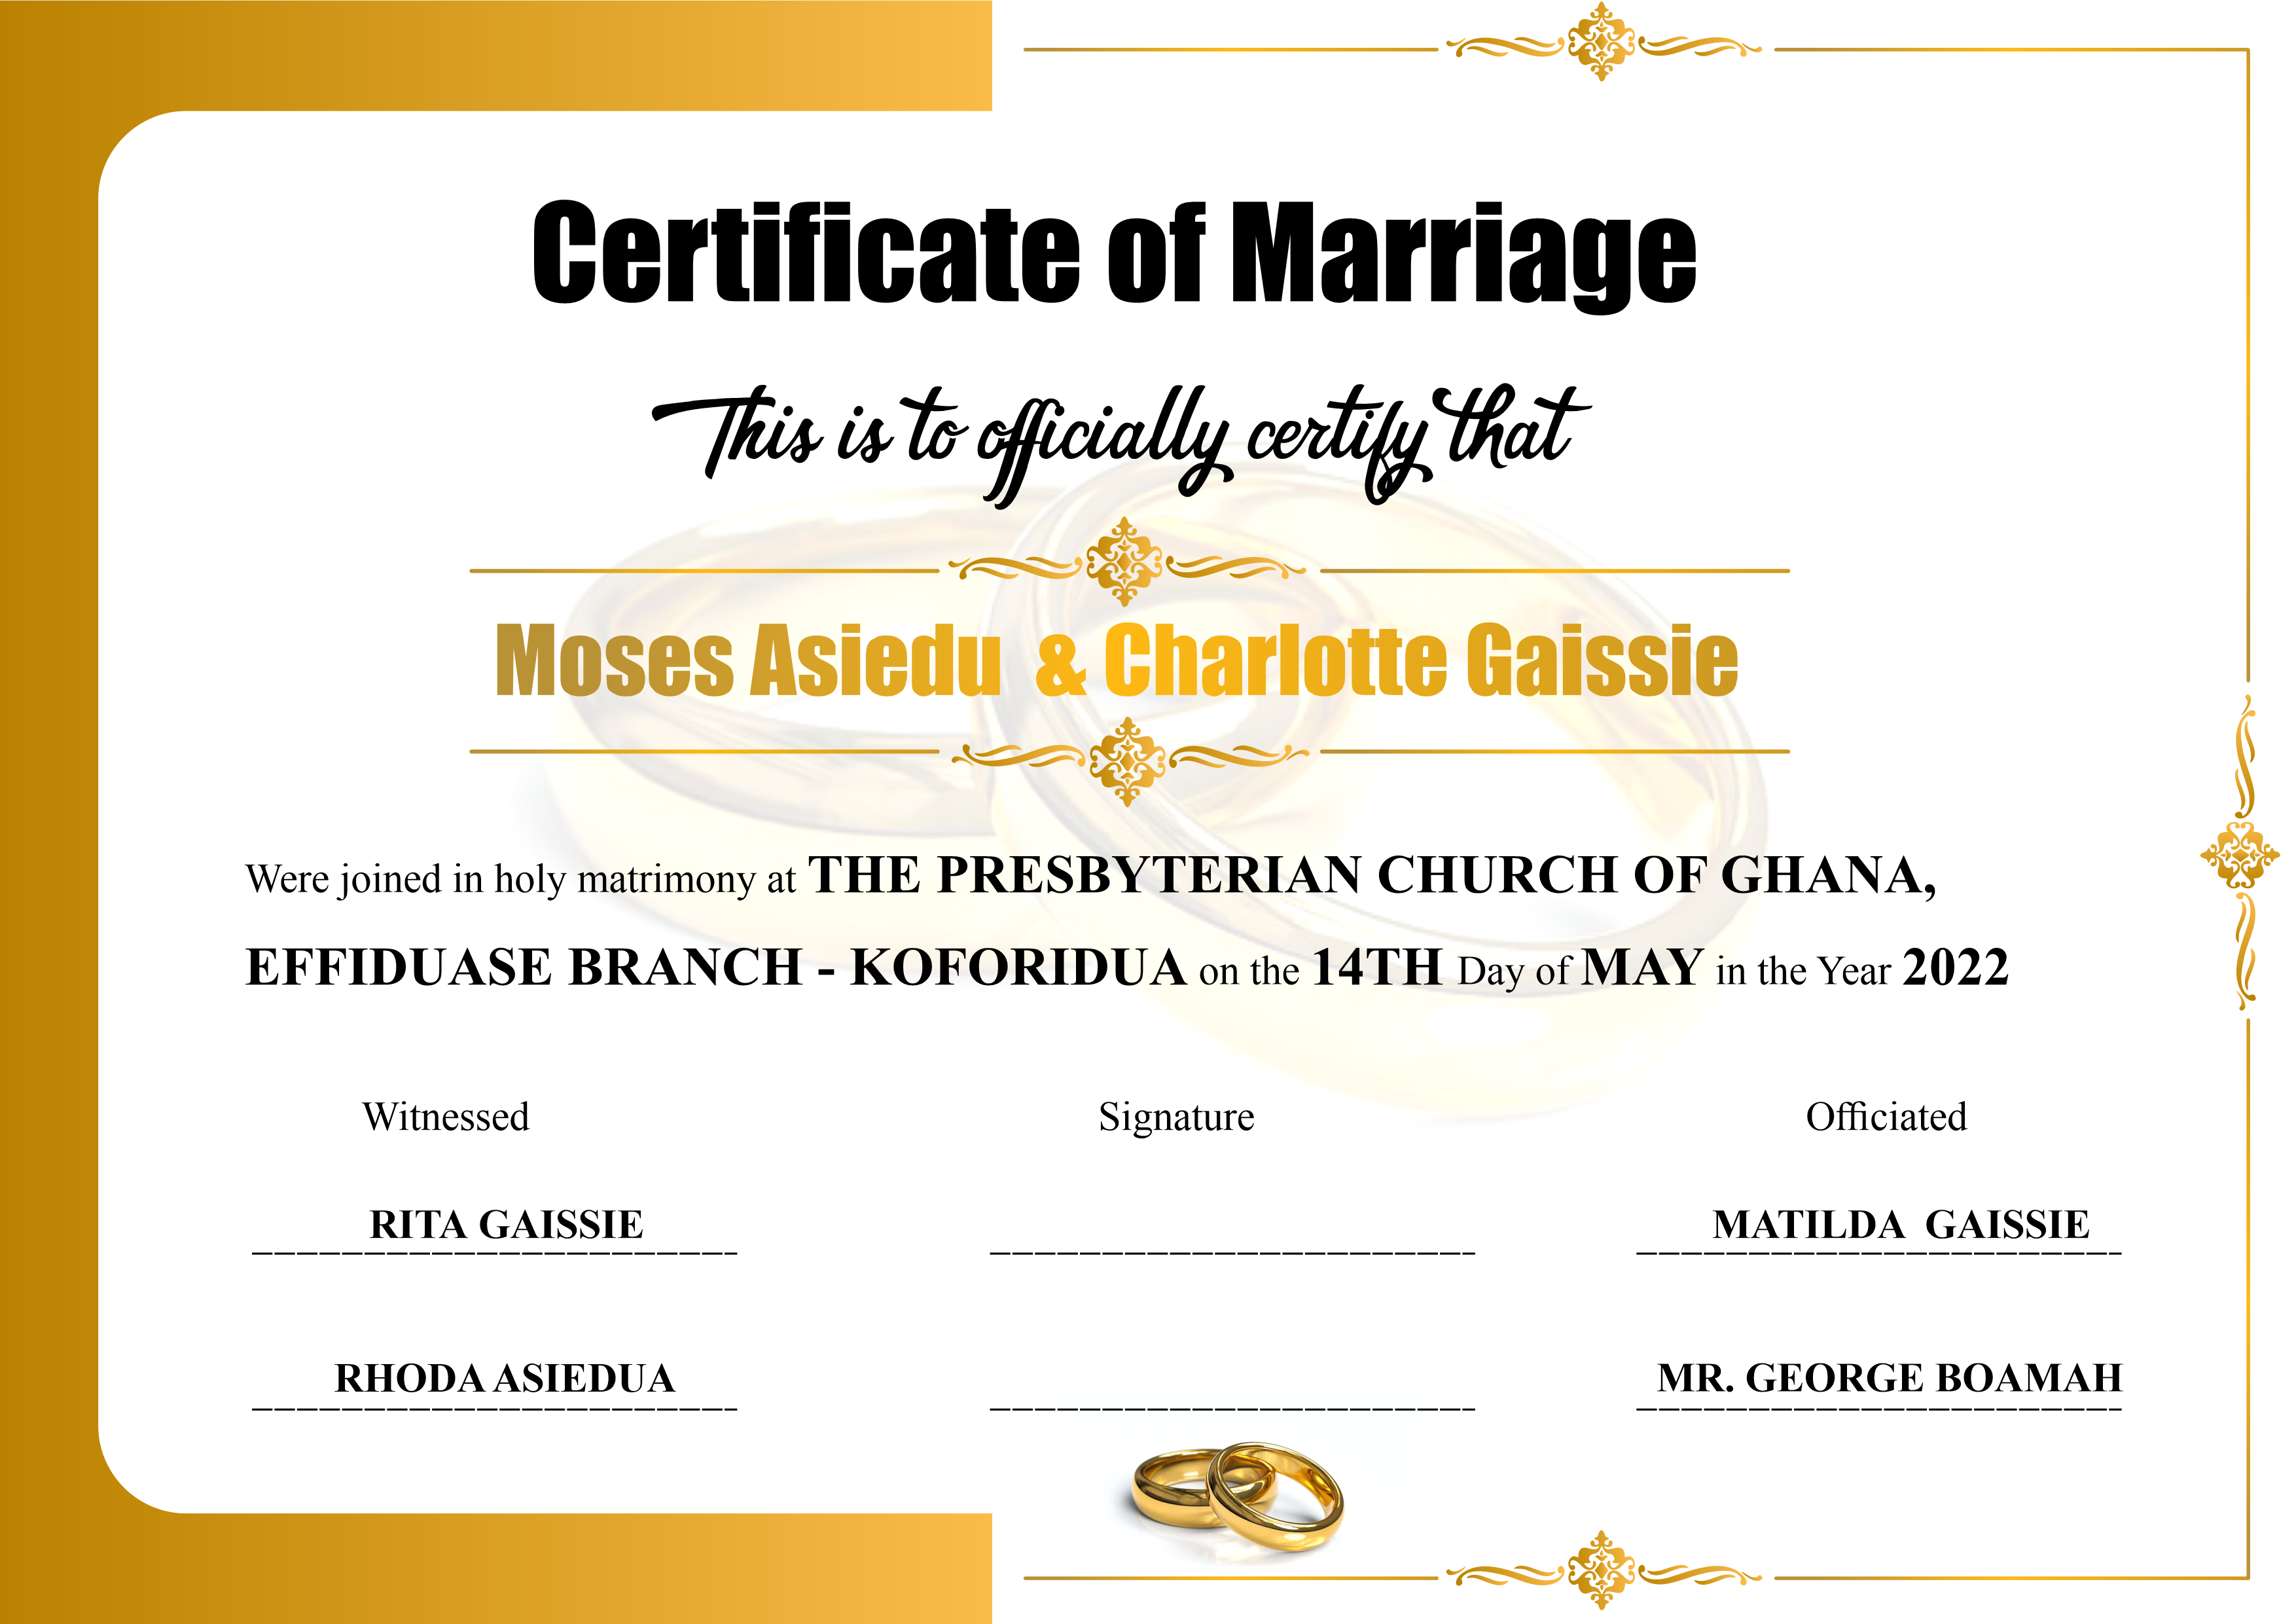 Certificate of Marriage
This is to officially certify that
Moses Asiedu & Charlotte Gaissie
Were joined in holy matrimony at THE PRESBYTERIAN CHURCH OF GHANA,
EFFIDUASE BRANCH - KOFORIDUA on the 14TH Day of MAY in the Year 2022
Witnessed Signature Officiated
RITA GAISSIE MATILDA GAISSIE
RHODA ASIEDUA MR. GEORGE BOAMAH